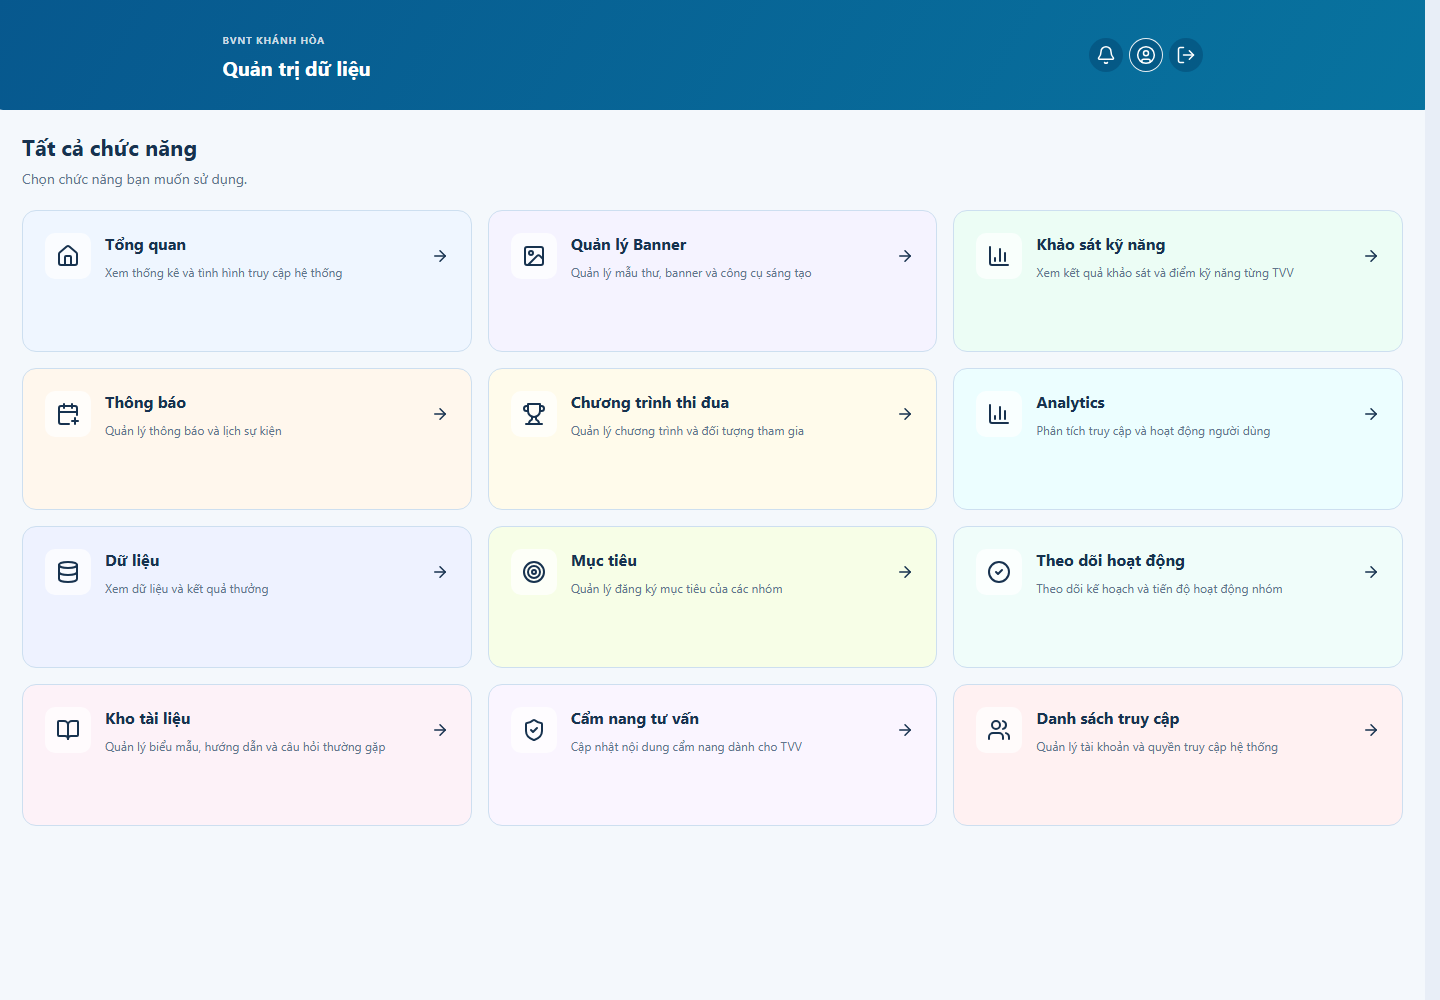 BVNT KHÁNH HÒA
Quản trị dữ liệu
Tất cả chức năng
Chọn chức năng bạn muốn sử dụng.
Tổng quan
Xem thống kê và tình hình truy cập hệ thống
Quản lý Banner
Quản lý mẫu thư, banner và công cụ sáng tạo
Khảo sát kỹ năng
Xem kết quả khảo sát và điểm kỹ năng từng TVV
Thông báo
Quản lý thông báo và lịch sự kiện
Chương trình thi đua
Quản lý chương trình và đối tượng tham gia
Analytics
Phân tích truy cập và hoạt động người dùng
Dữ liệu
Xem dữ liệu và kết quả thưởng
Mục tiêu
Quản lý đăng ký mục tiêu của các nhóm
Theo dõi hoạt động
Theo dõi kế hoạch và tiến độ hoạt động nhóm
Kho tài liệu
Quản lý biểu mẫu, hướng dẫn và câu hỏi thường gặp
Cẩm nang tư vấn
Cập nhật nội dung cẩm nang dành cho TVV
Danh sách truy cập
Quản lý tài khoản và quyền truy cập hệ thống